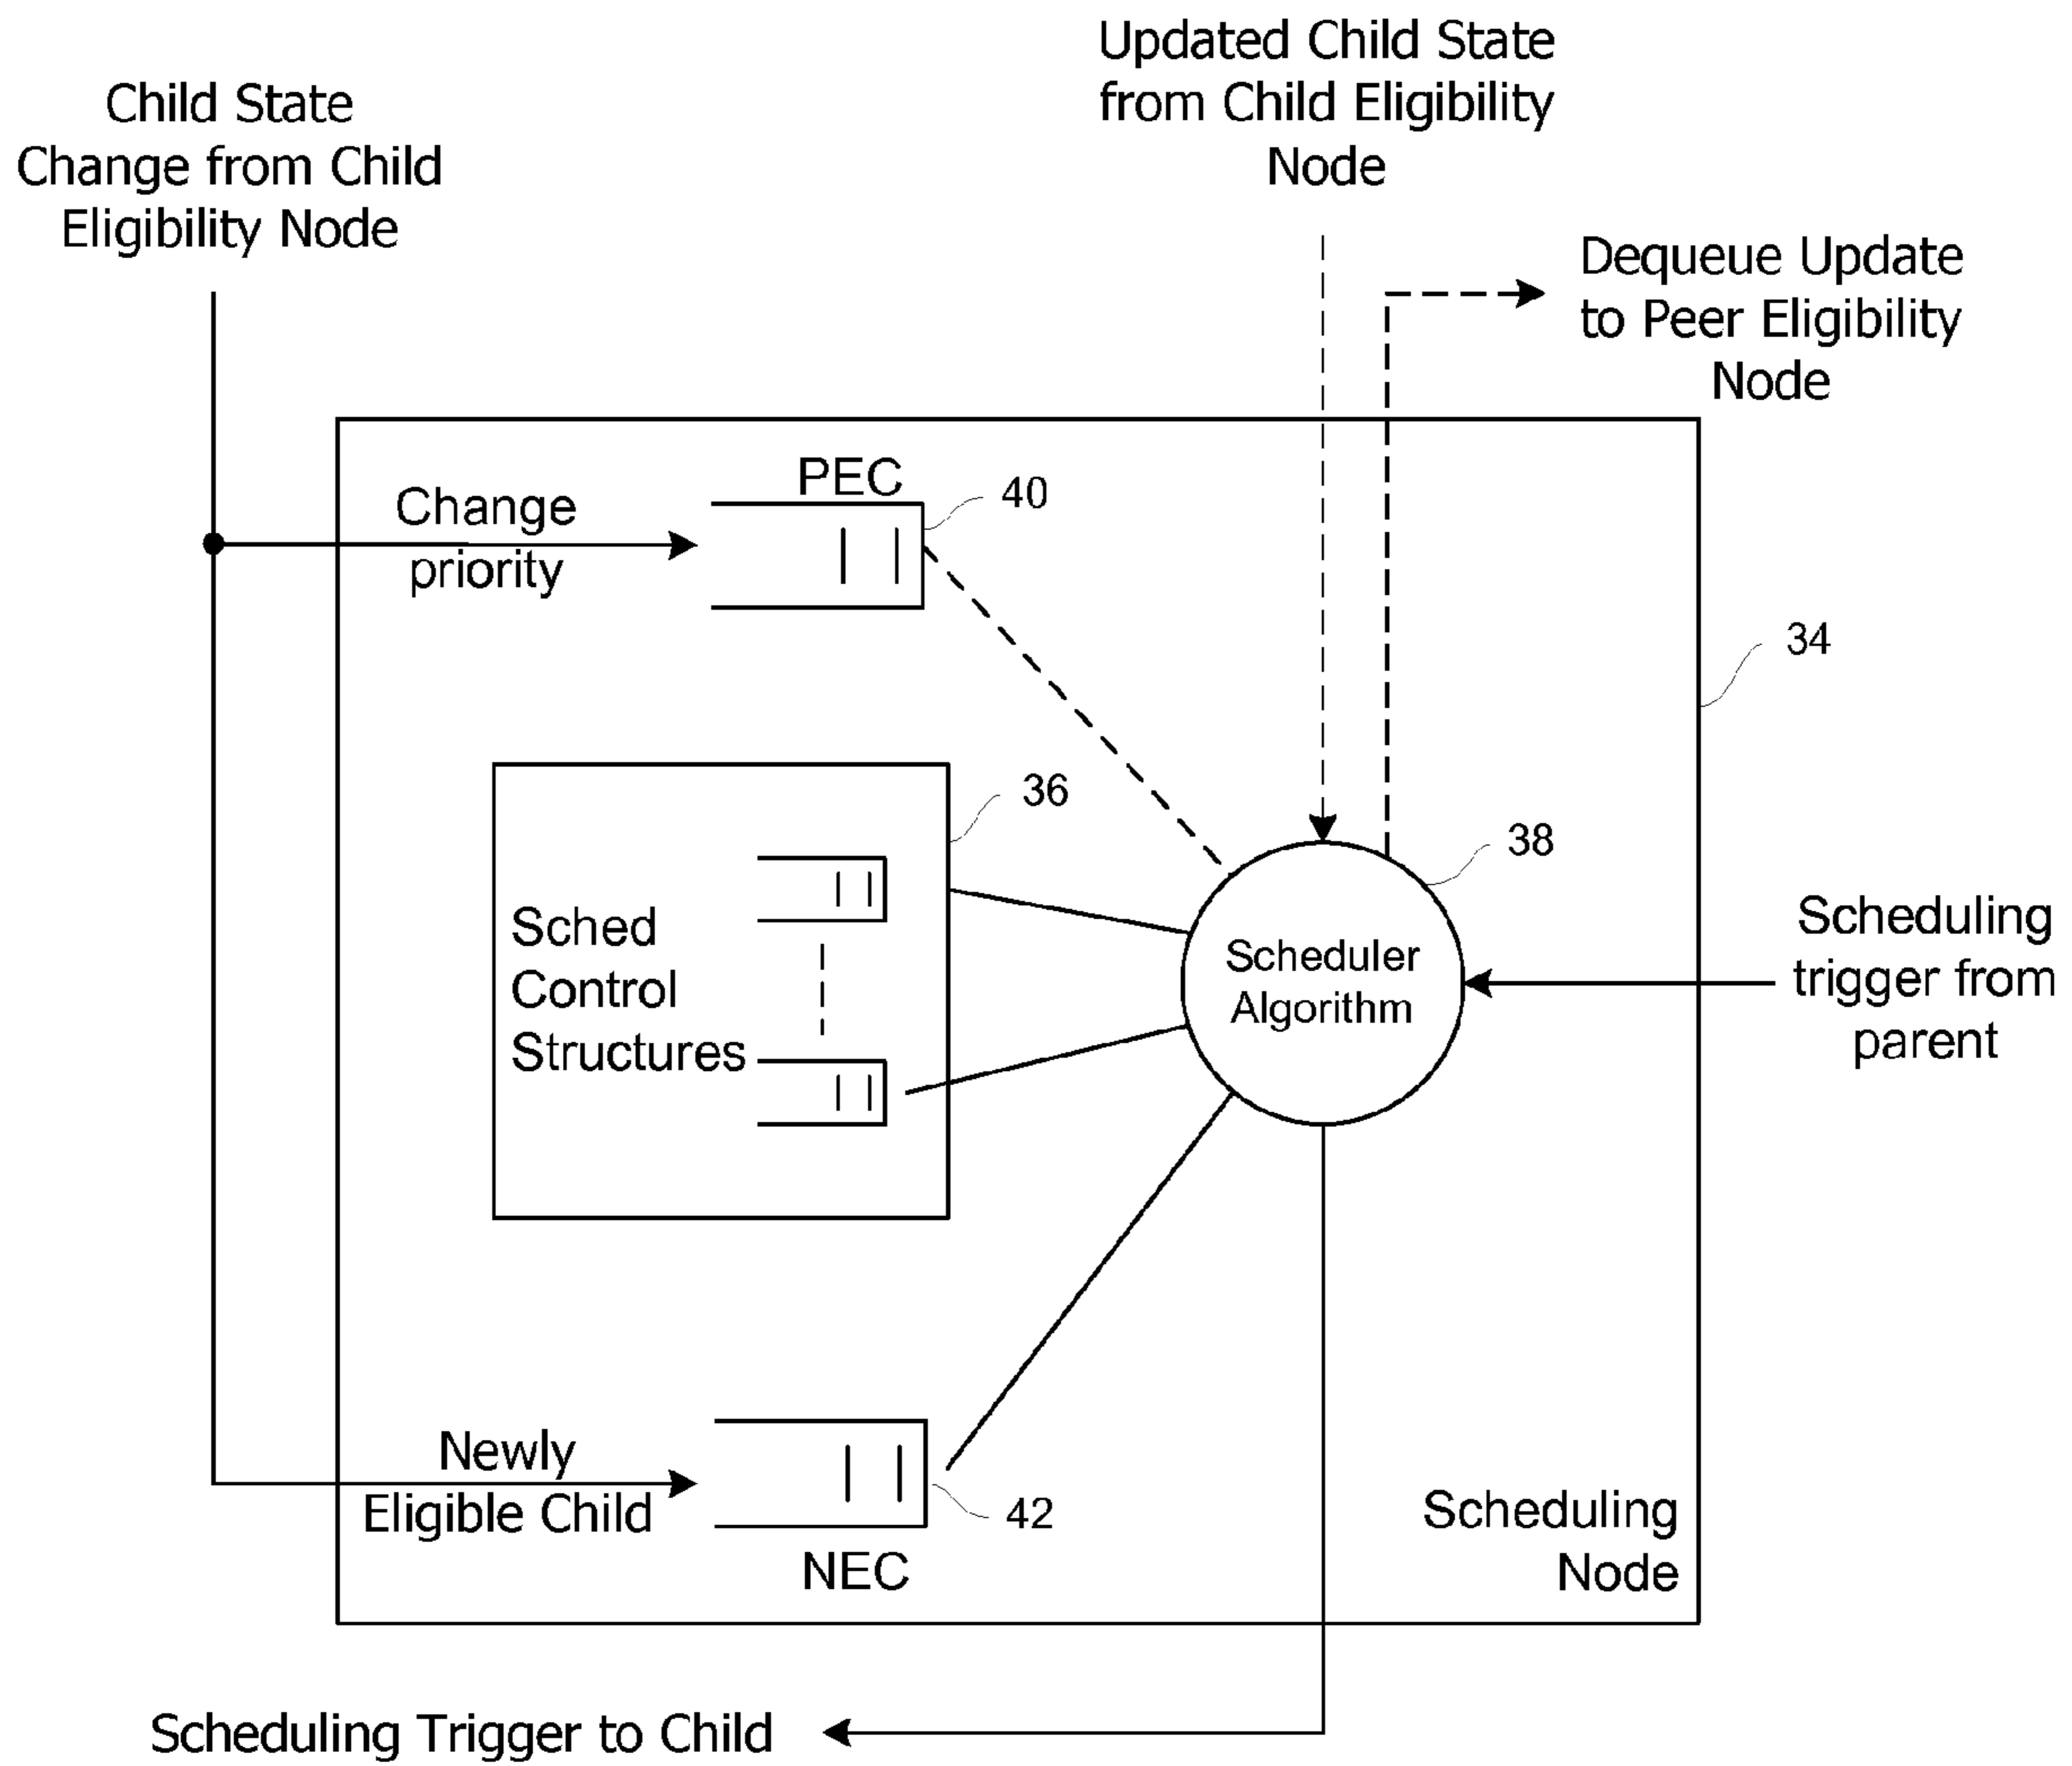 Updated Child State
from Child Eligibility
Node
Child State
Change from Child
Eligibility Node
Dequeue Update
to Peer Eligibility
Node
PEC
40
Change
priority
34
36
38
Sched
Control
Structures
Scheduler
Algorithm
Scheduling
trigger from
parent
Newly
Eligible Child
42
NEC
Scheduling
Node
Scheduling Trigger to Child